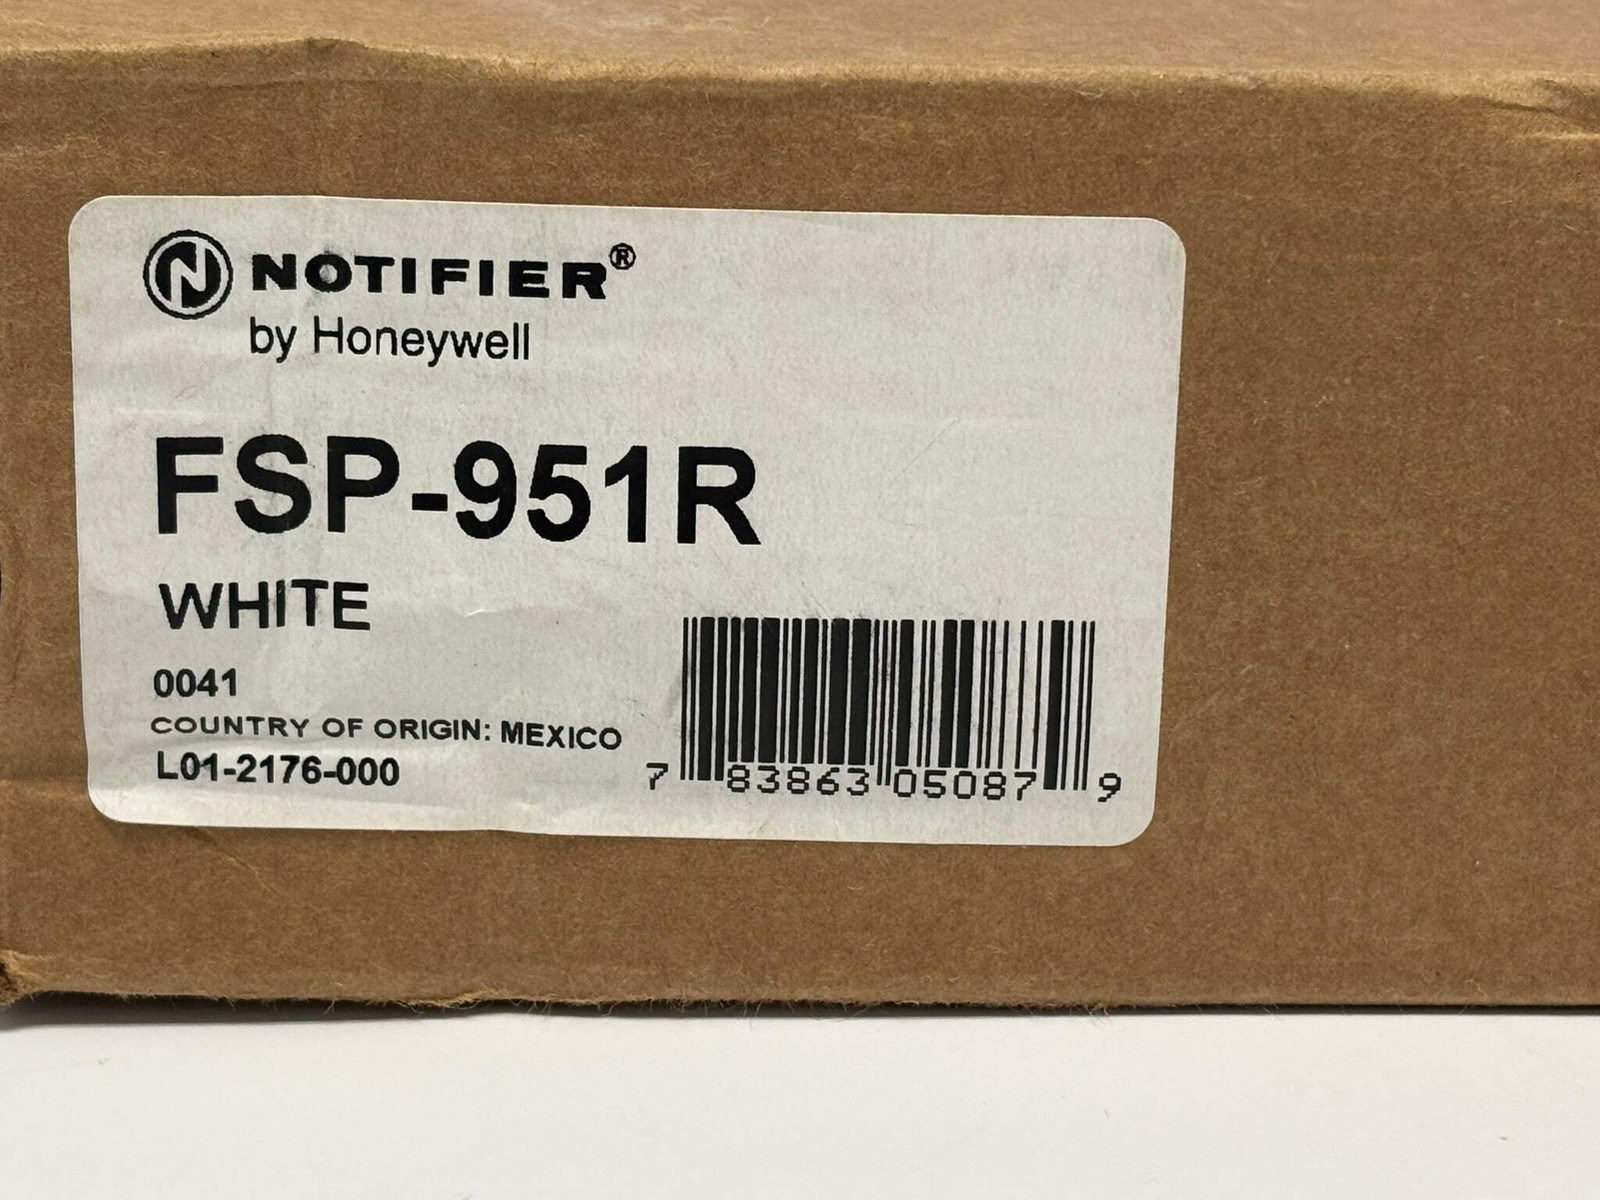 NOTIFIER®
by Honeywell
FSP-951R
WHITE
0041
COUNTRY OF ORIGIN: MEXICO
L01-2176-000
7 83863 05087 9